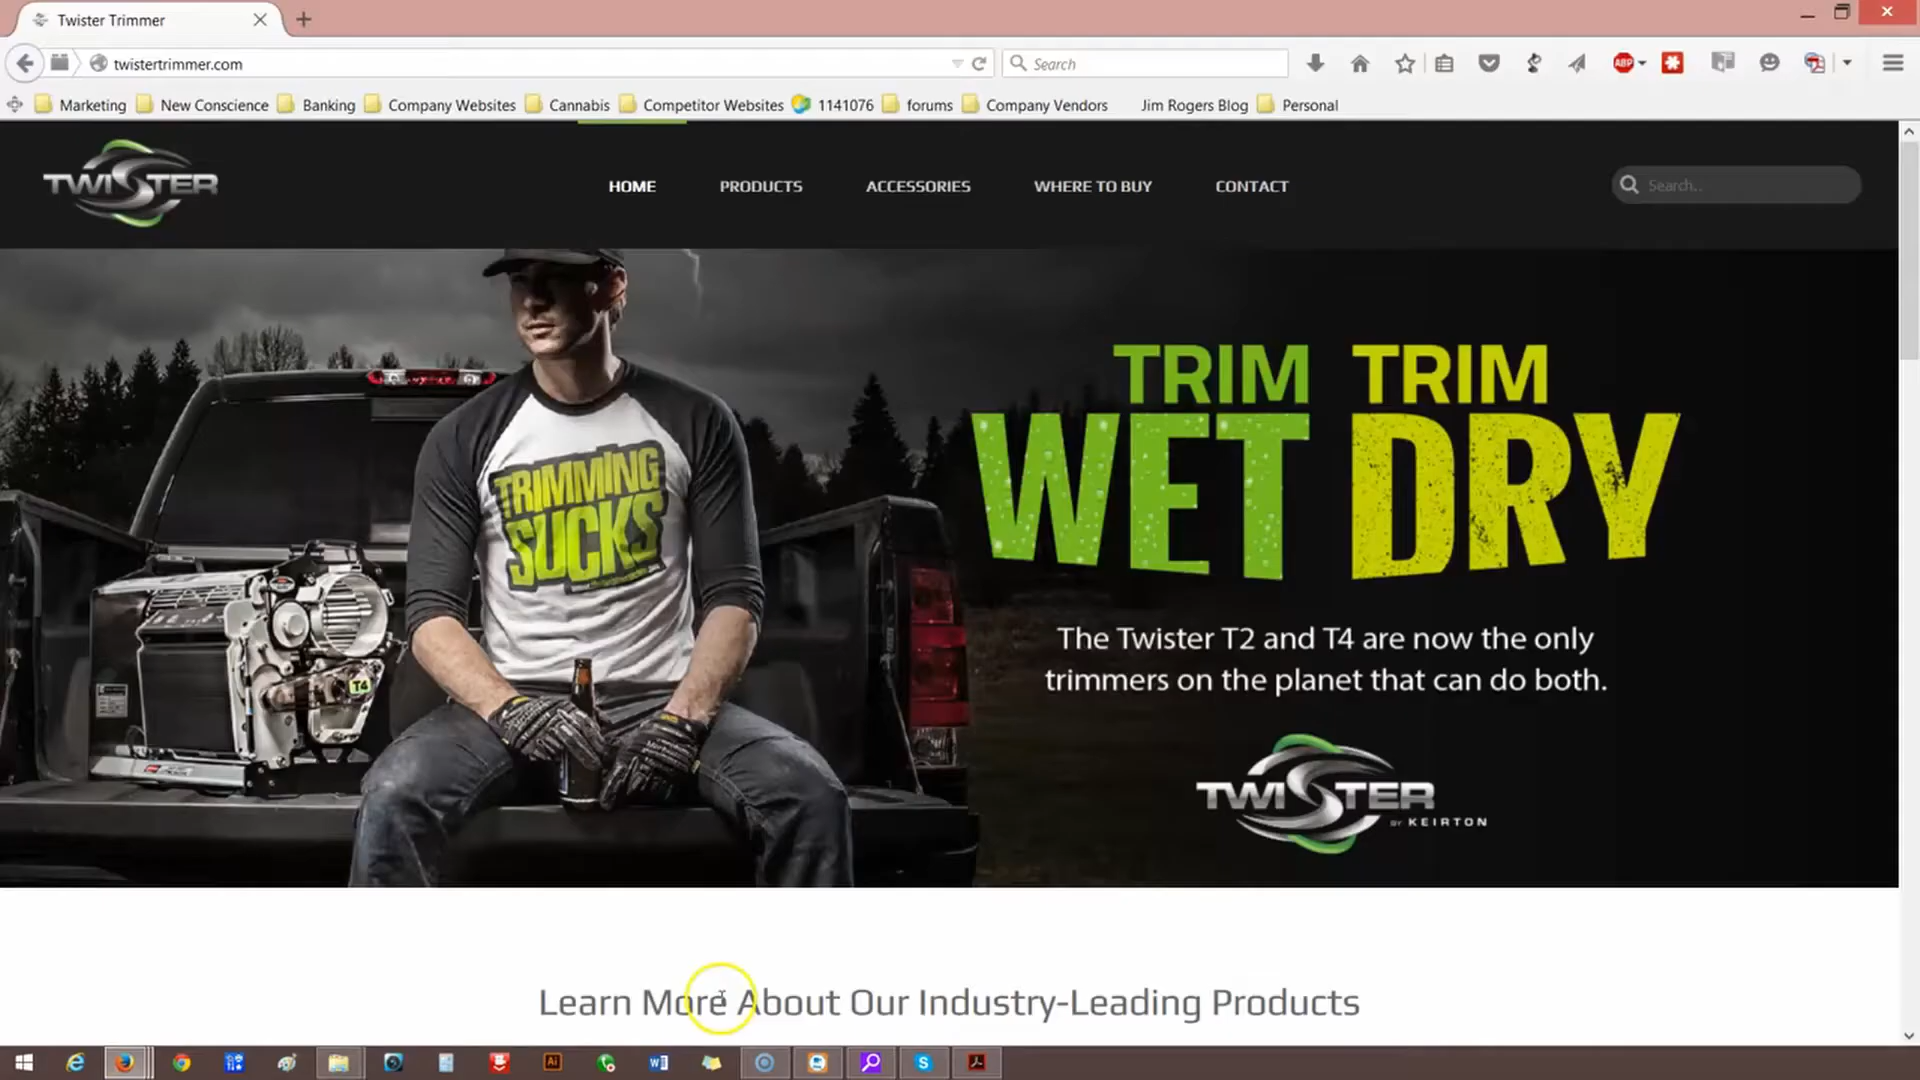 Twister Trimmer
twistertrimmer.com
Search
ABP
Marketing
New Conscience
Banking
Company Websites
Cannabis
Competitor Websites
1141076
forums
Company Vendors
Jim Rogers Blog
Personal
TWISTER
HOME
PRODUCTS
ACCESSORIES
WHERE TO BUY
CONTACT
Search..
TRIMMING
SUCKS
T4
TRIM TRIM
WET DRY
The Twister T2 and T4 are now the only
trimmers on the planet that can do both.
TWISTER
BY KEIRTON
Learn More About Our Industry-Leading Products